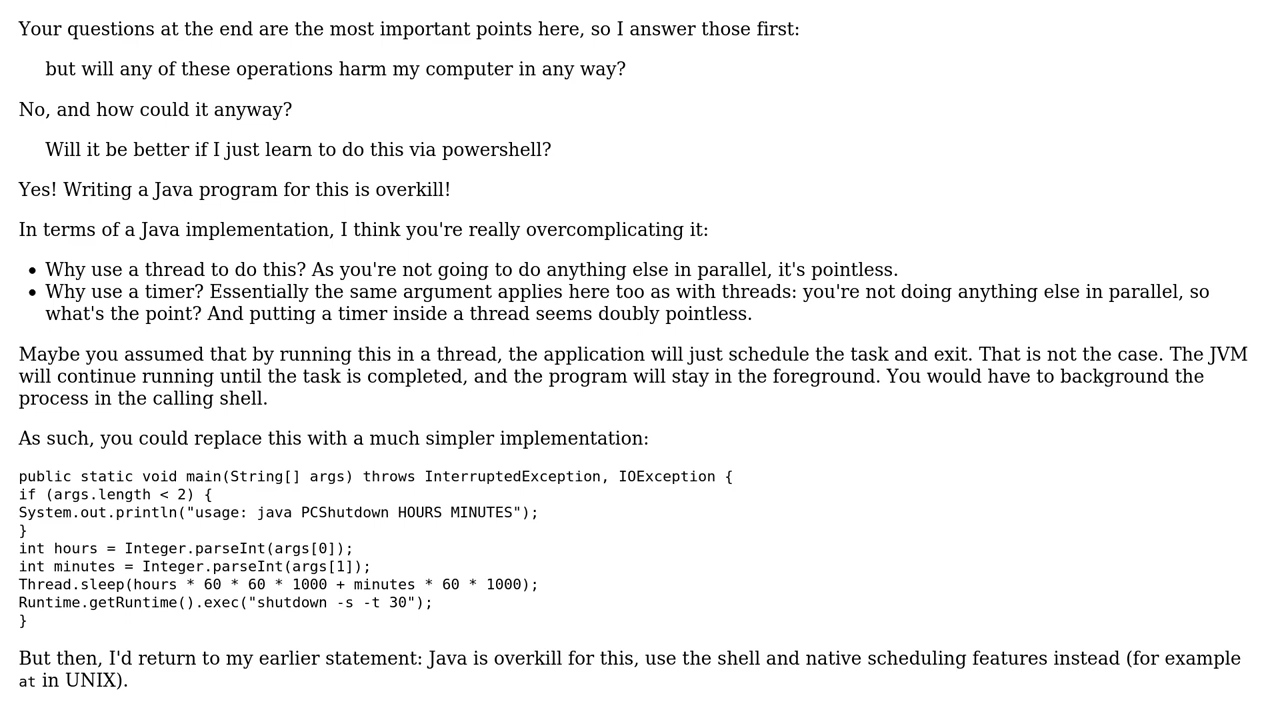 Your questions at the end are the most important points here, so I answer those first:
but will any of these operations harm my computer in any way?
No, and how could it anyway?
Will it be better if I just learn to do this via powershell?
Yes! Writing a Java program for this is overkill!
In terms of a Java implementation, I think you're really overcomplicating it:
• Why use a thread to do this? As you're not going to do anything else in parallel, it's pointless.
• Why use a timer? Essentially the same argument applies here too as with threads: you're not doing anything else in parallel, so
what's the point? And putting a timer inside a thread seems doubly pointless.
Maybe you assumed that by running this in a thread, the application will just schedule the task and exit. That is not the case. The JVM
will continue running until the task is completed, and the program will stay in the foreground. You would have to background the
process in the calling shell.
As such, you could replace this with a much simpler implementation:
public static void main(String[] args) throws InterruptedException, IOException {
if (args.length < 2) {
System.out.println("usage: java PCShutdown HOURS MINUTES");
}
int hours = Integer.parseInt(args[0]);
int minutes = Integer.parseInt(args[1]);
Thread.sleep(hours * 60 * 60 * 1000 + minutes * 60 * 1000);
Runtime.getRuntime().exec("shutdown -s -t 30");
}
But then, I'd return to my earlier statement: Java is overkill for this, use the shell and native scheduling features instead (for example
at in UNIX).